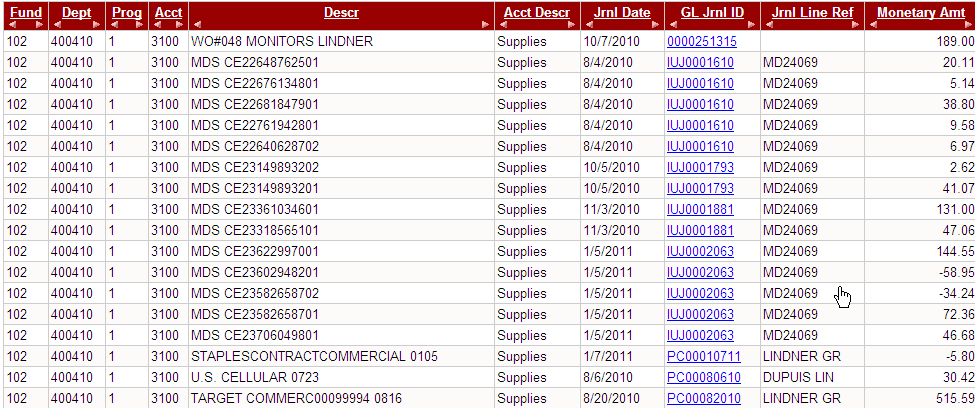 Fund Dept Prog Acct Descr Acct Descr Jrnl Date GL Jrnl ID Jrnl Line Ref Monetary Amt
102 400410 1 3100 WO#048 MONITORS LINDNER Supplies 10/7/2010 0000251315 189.00
102 400410 1 3100 MDS CE22648762501 Supplies 8/4/2010 IUJ0001610 MD24069 20.11
102 400410 1 3100 MDS CE22676134801 Supplies 8/4/2010 IUJ0001610 MD24069 5.14
102 400410 1 3100 MDS CE22681847901 Supplies 8/4/2010 IUJ0001610 MD24069 38.80
102 400410 1 3100 MDS CE22761942801 Supplies 8/4/2010 IUJ0001610 MD24069 9.58
102 400410 1 3100 MDS CE22640628702 Supplies 8/4/2010 IUJ0001610 MD24069 6.97
102 400410 1 3100 MDS CE23149893202 Supplies 10/5/2010 IUJ0001793 MD24069 2.62
102 400410 1 3100 MDS CE23149893201 Supplies 10/5/2010 IUJ0001793 MD24069 41.07
102 400410 1 3100 MDS CE23361034601 Supplies 11/3/2010 IUJ0001881 MD24069 131.00
102 400410 1 3100 MDS CE23318565101 Supplies 11/3/2010 IUJ0001881 MD24069 47.06
102 400410 1 3100 MDS CE23622997001 Supplies 1/5/2011 IUJ0002063 MD24069 144.55
102 400410 1 3100 MDS CE23602948201 Supplies 1/5/2011 IUJ0002063 MD24069 -58.95
102 400410 1 3100 MDS CE23582658702 Supplies 1/5/2011 IUJ0002063 MD24069 -34.24
102 400410 1 3100 MDS CE23582658701 Supplies 1/5/2011 IUJ0002063 MD24069 72.36
102 400410 1 3100 MDS CE23706049801 Supplies 1/5/2011 IUJ0002063 MD24069 46.68
102 400410 1 3100 STAPLESCONTRACTCOMMERCIAL 0105 Supplies 1/7/2011 PC00010711 LINDNER GR -5.80
102 400410 1 3100 U.S. CELLULAR 0723 Supplies 8/6/2010 PC00080610 DUPUIS LIN 30.42
102 400410 1 3100 TARGET COMMERC00099994 0816 Supplies 8/20/2010 PC00082010 LINDNER GR 515.59